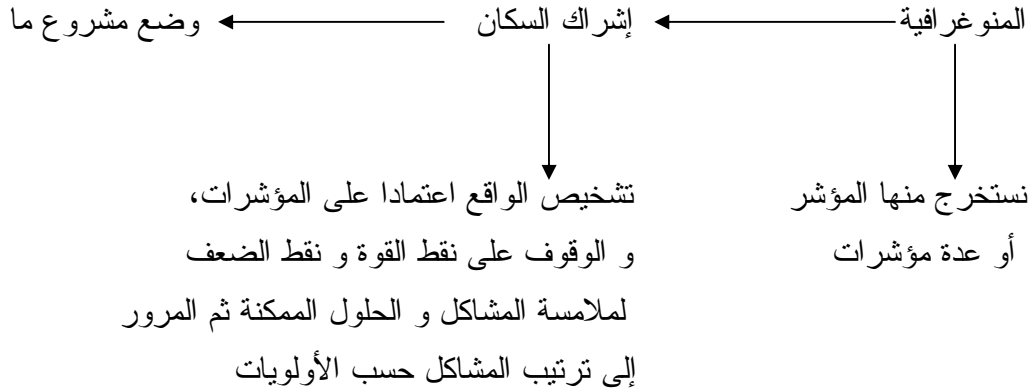 المنوغرافية إشراك السكان وضع مشروع ما
نستخرج منها المؤشر
أو عدة مؤشرات
تشخيص الواقع اعتمادا على المؤشرات،
و الوقوف على نقط القوة و نقط الضعف
لملامسة المشاكل و الحلول الممكنة ثم المرور
إلى ترتيب المشاكل حسب الأولويات